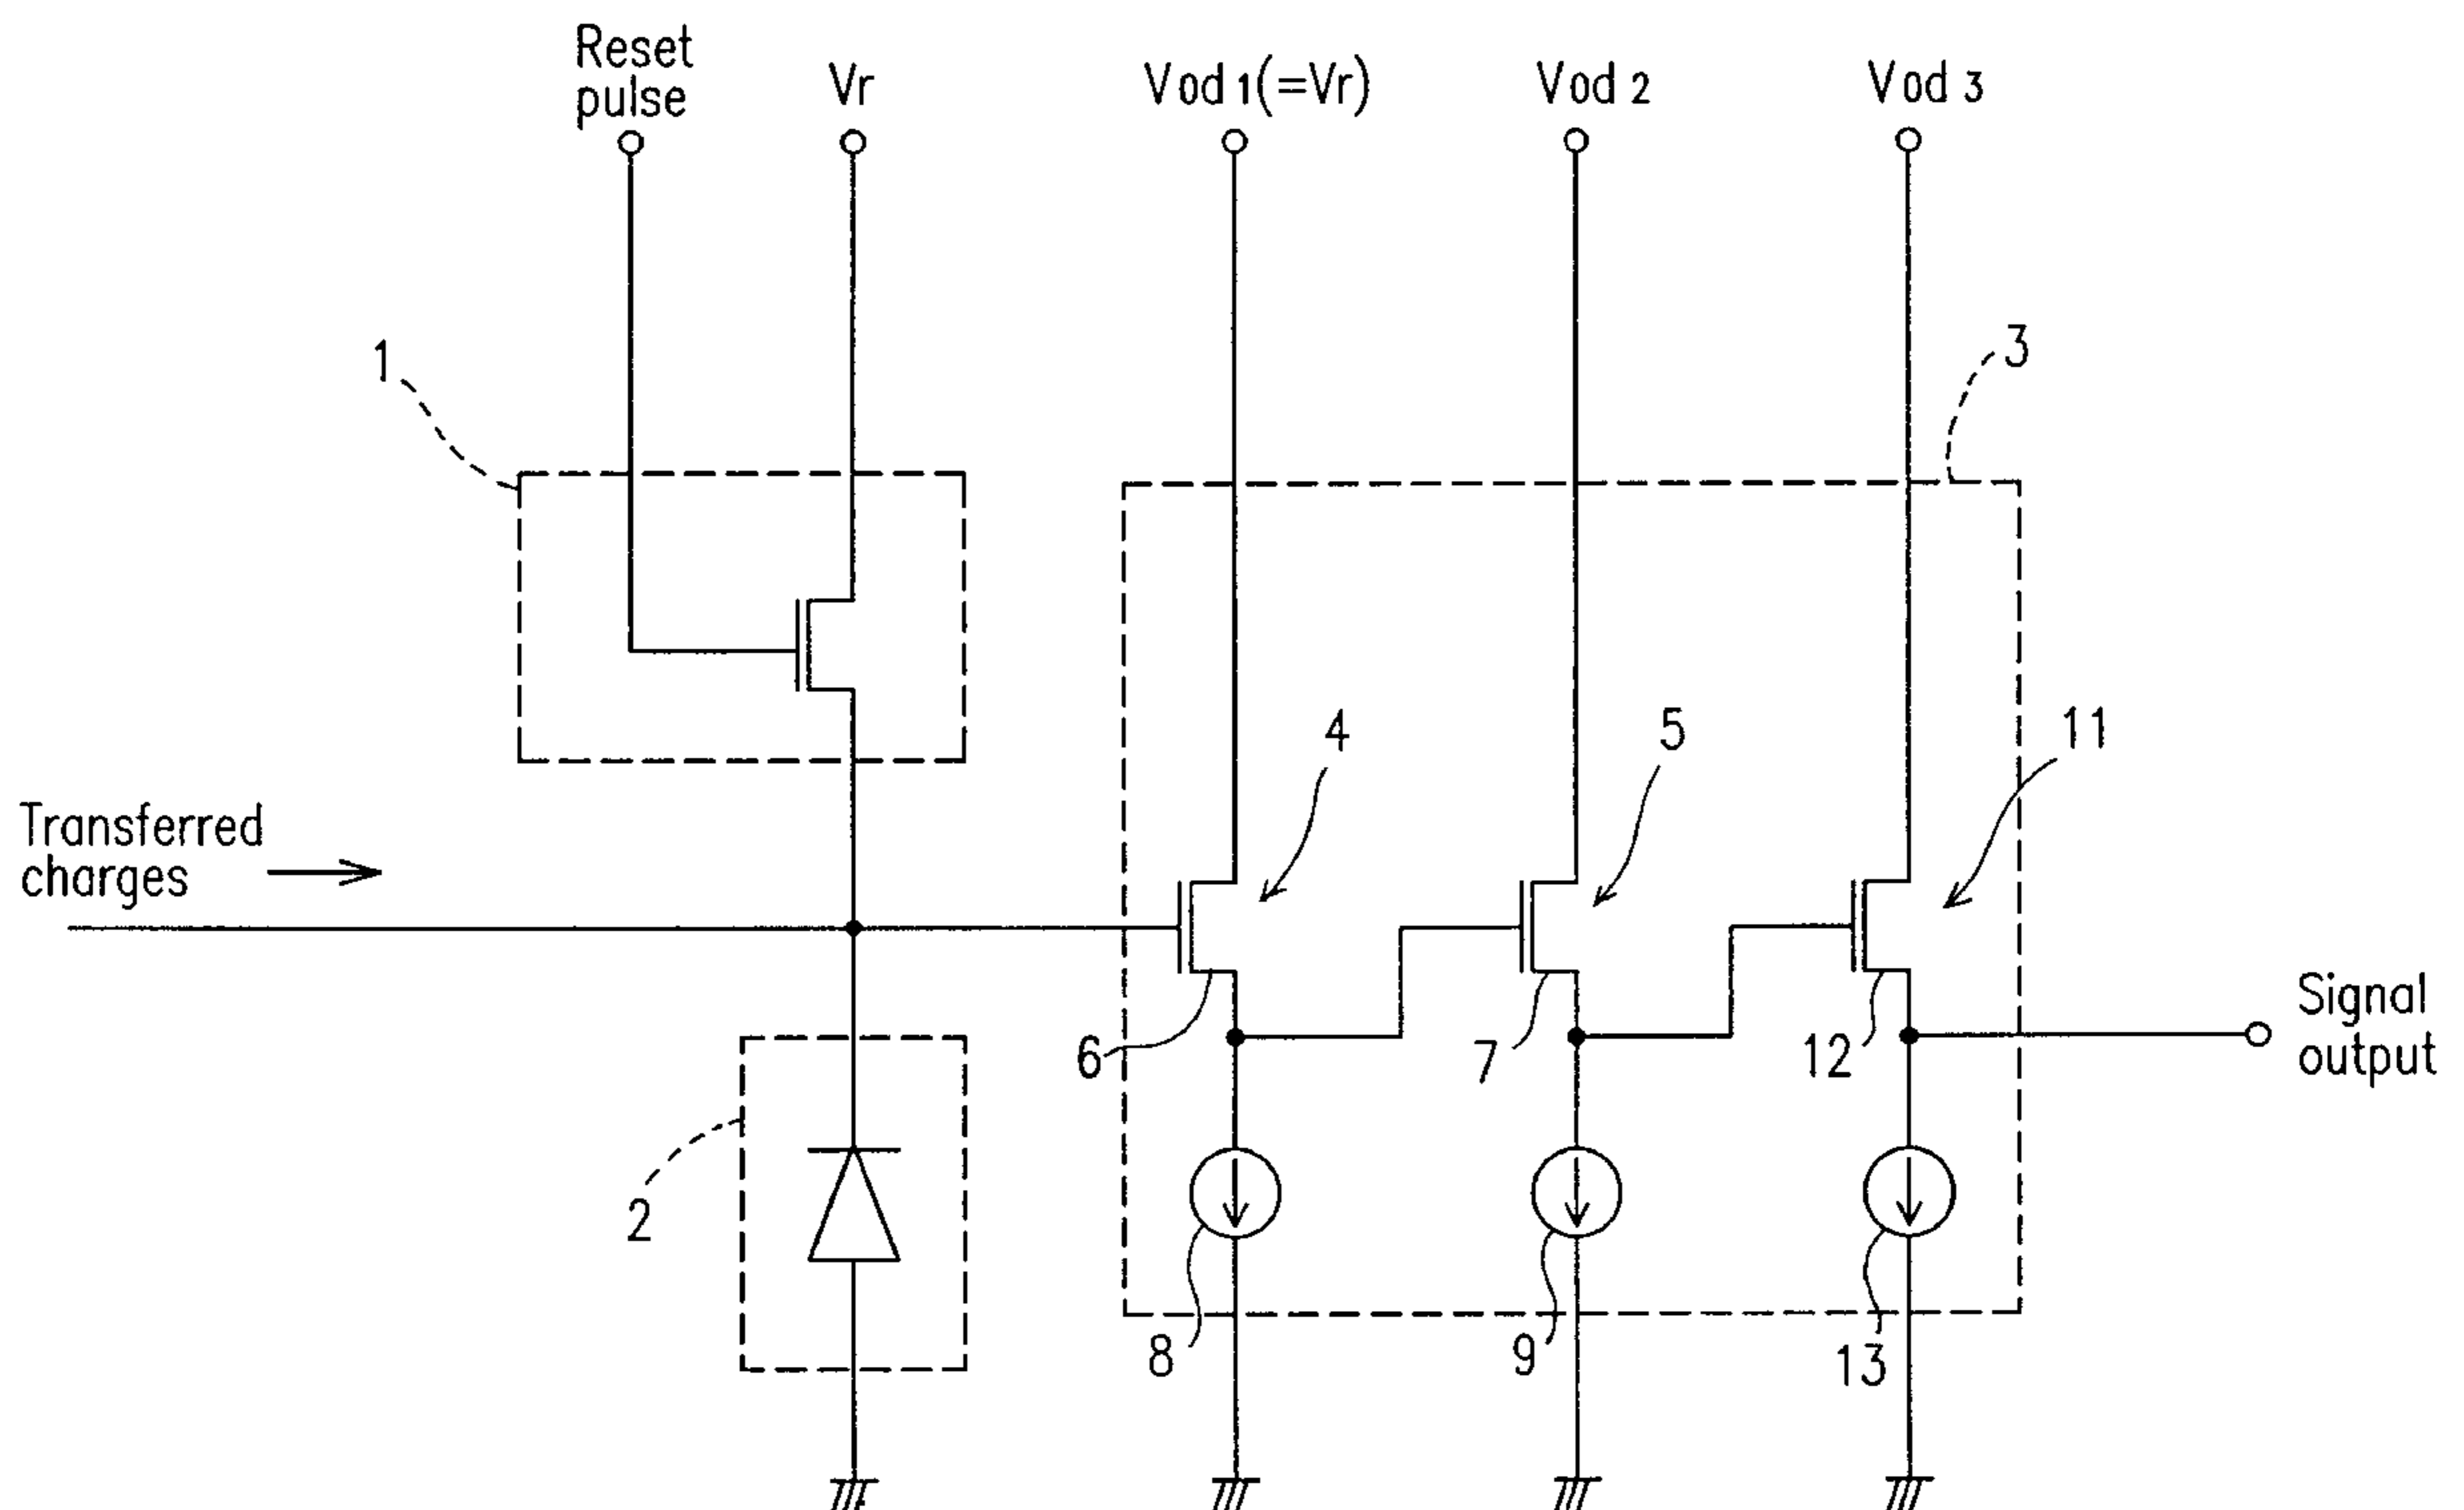 Reset
pulse
Vr
Vod 1(=Vr)
Vod 2
Vod 3
1
3
4
5
11
Transferred
charges
6
7
12
Signal
output
2
8
9
13